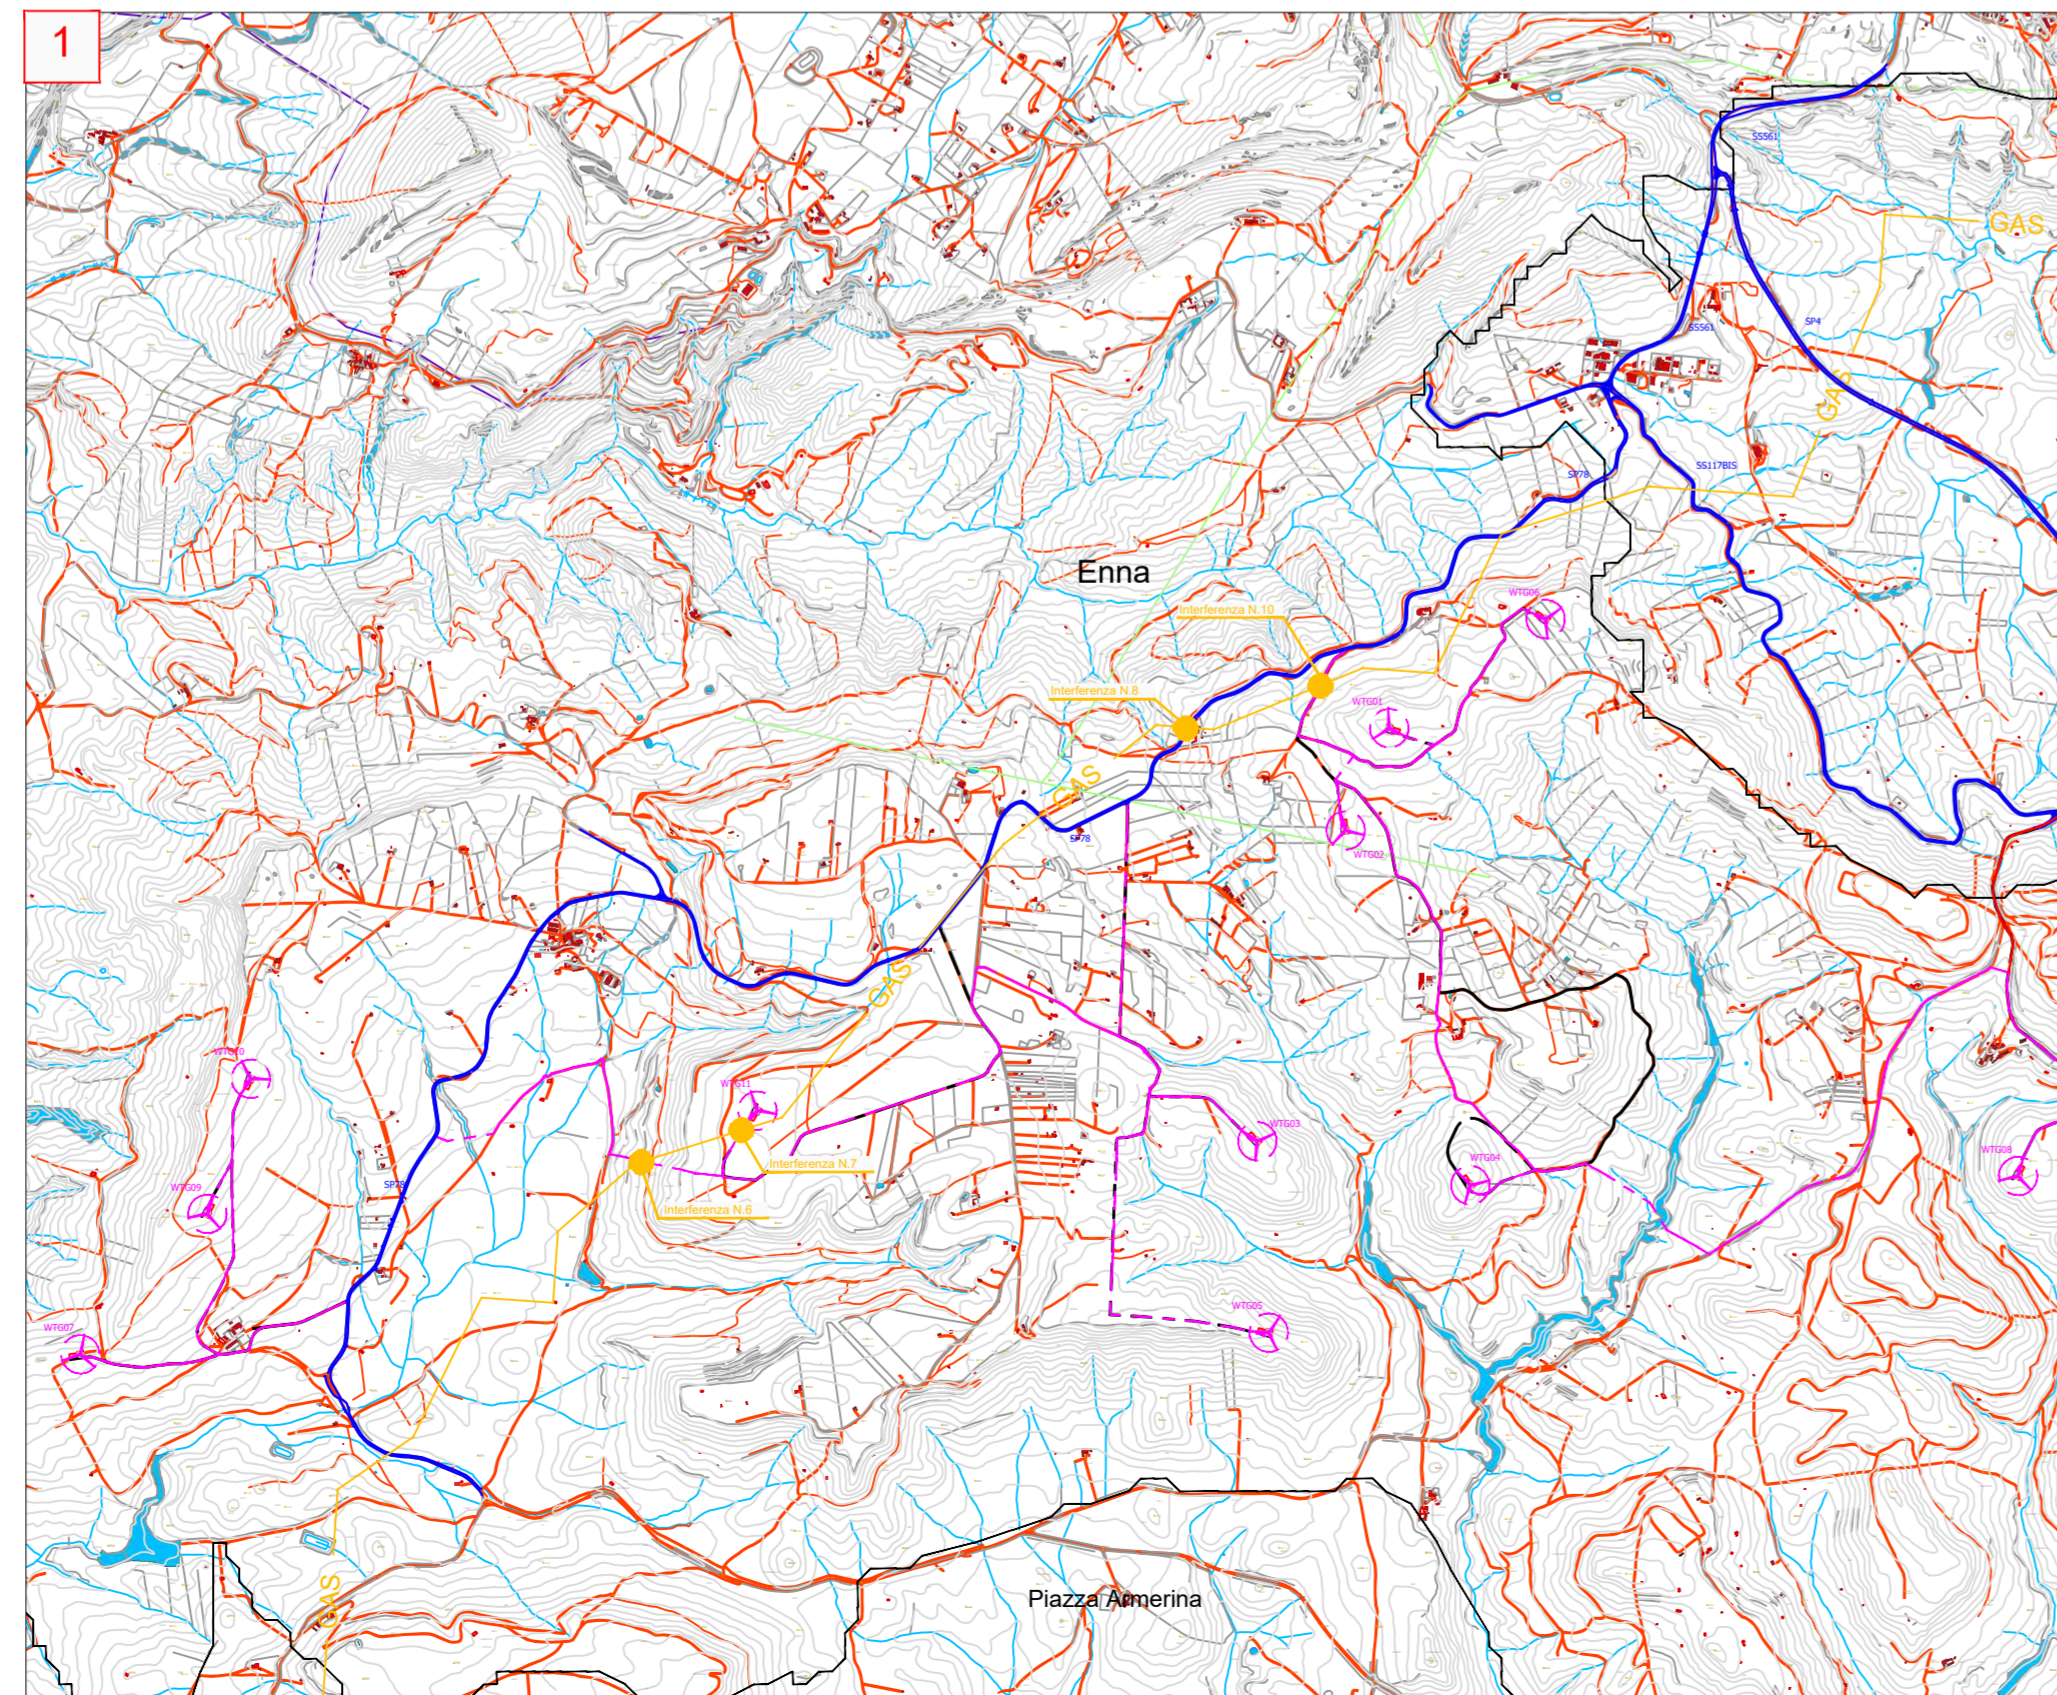 1
SS561
GAS
SS561
SP4
GAS
SP78
SS117BIS
Enna
WTG06
Interferenza N.10
Interferenza N.8
WTG01
GAS
SP78
WTG02
GAS
WTG10
WTG11
WTG03
Interferenza N.7
WTG04
WTG08
SP78
WTG09
Interferenza N.6
WTG05
WTG07
GAS
Piazza Armerina